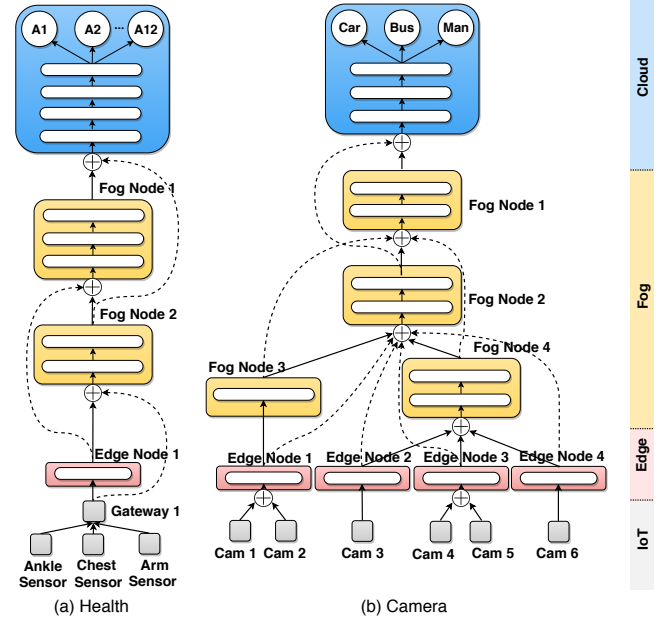 A1
A2
...
A12
Fog Node 1
Fog Node 2
Edge Node 1
Gateway 1
Ankle
Sensor
Chest
Sensor
Arm
Sensor
(a) Health
Car
Bus
Man
Fog Node 1
Fog Node 2
Fog Node 3
Fog Node 4
Edge Node 1
Edge Node 2
Edge Node 3
Edge Node 4
Cam 1
Cam 2
Cam 3
Cam 4
Cam 5
Cam 6
(b) Camera
Cloud
Fog
Edge
IoT